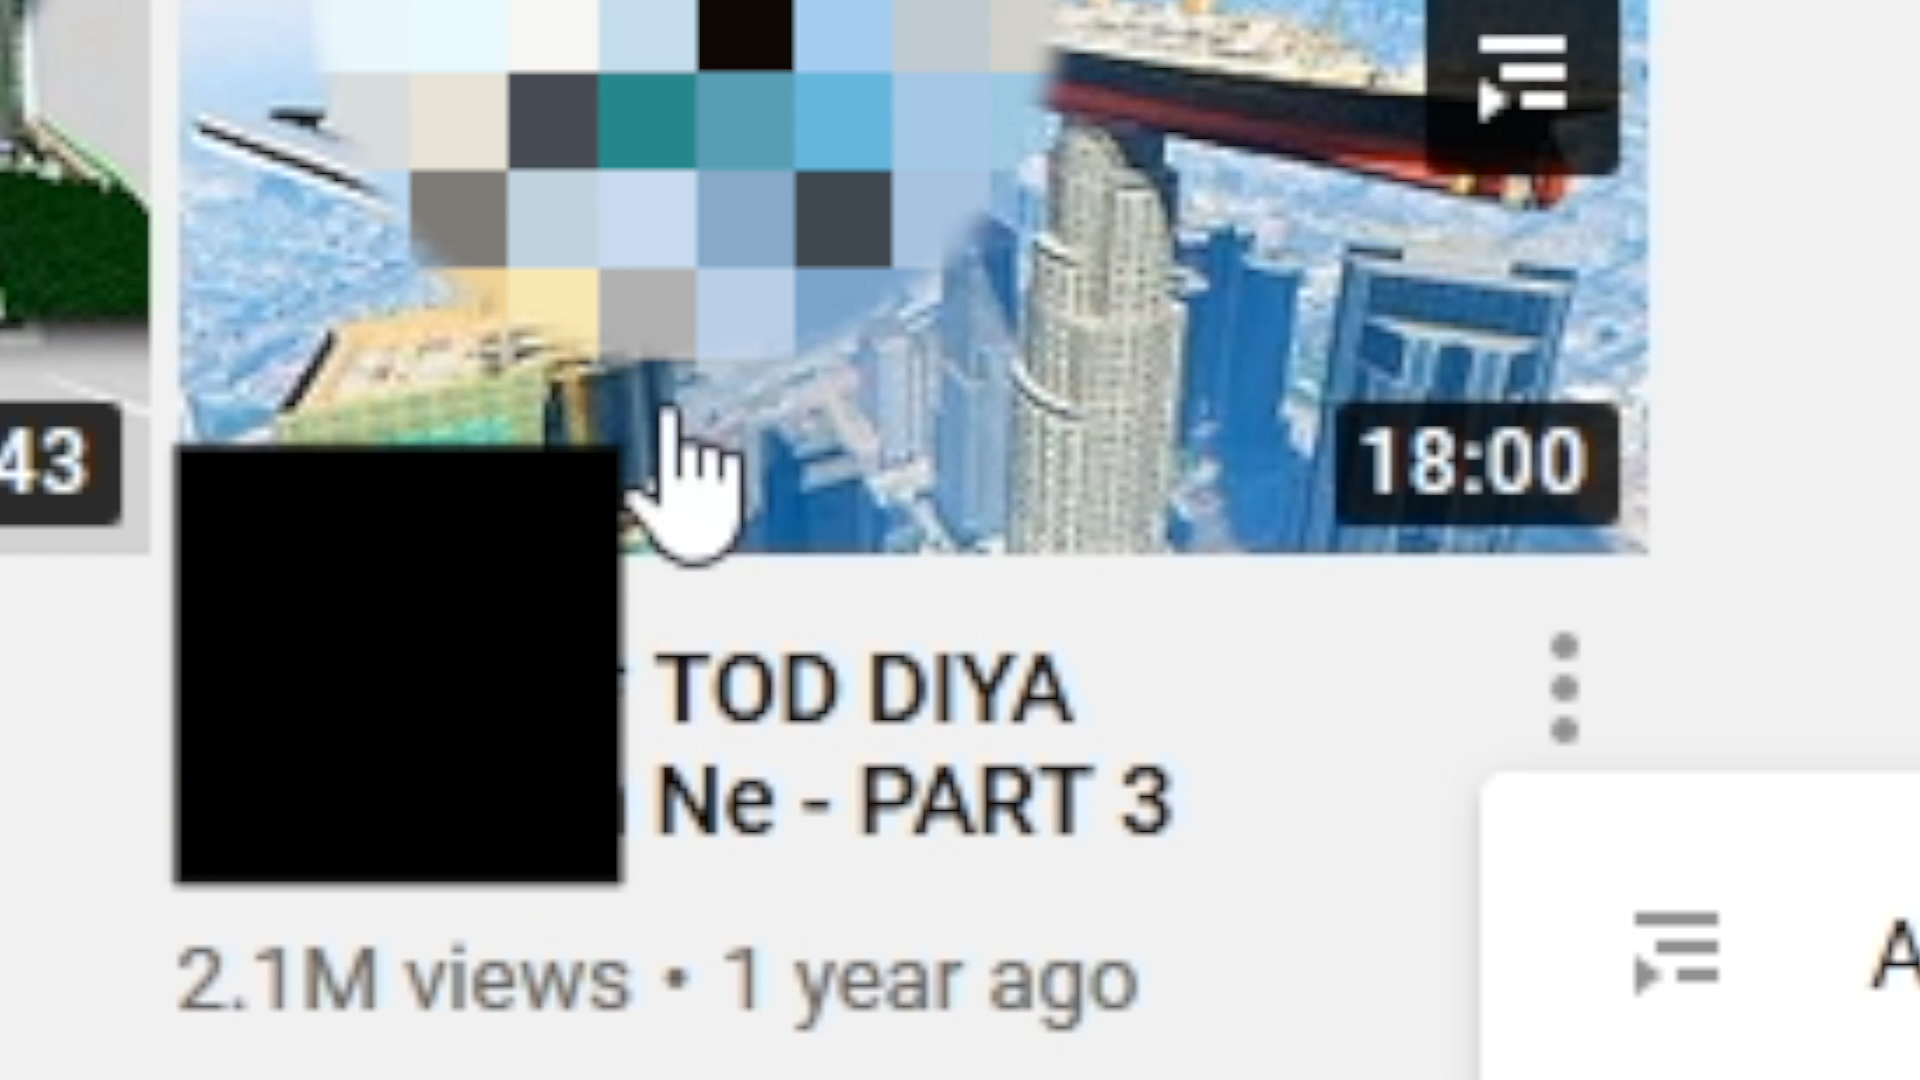 43
18:00
TOD DIYA
Ne - PART 3
2.1M views • 1 year ago
A